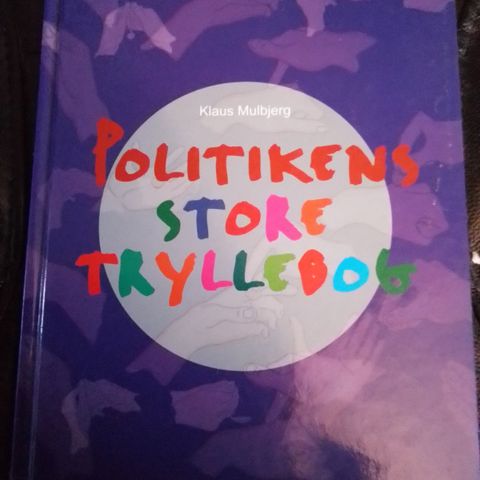 Klaus Mulbjerg
POLITIKENS
STORE
TRYLLEBOG